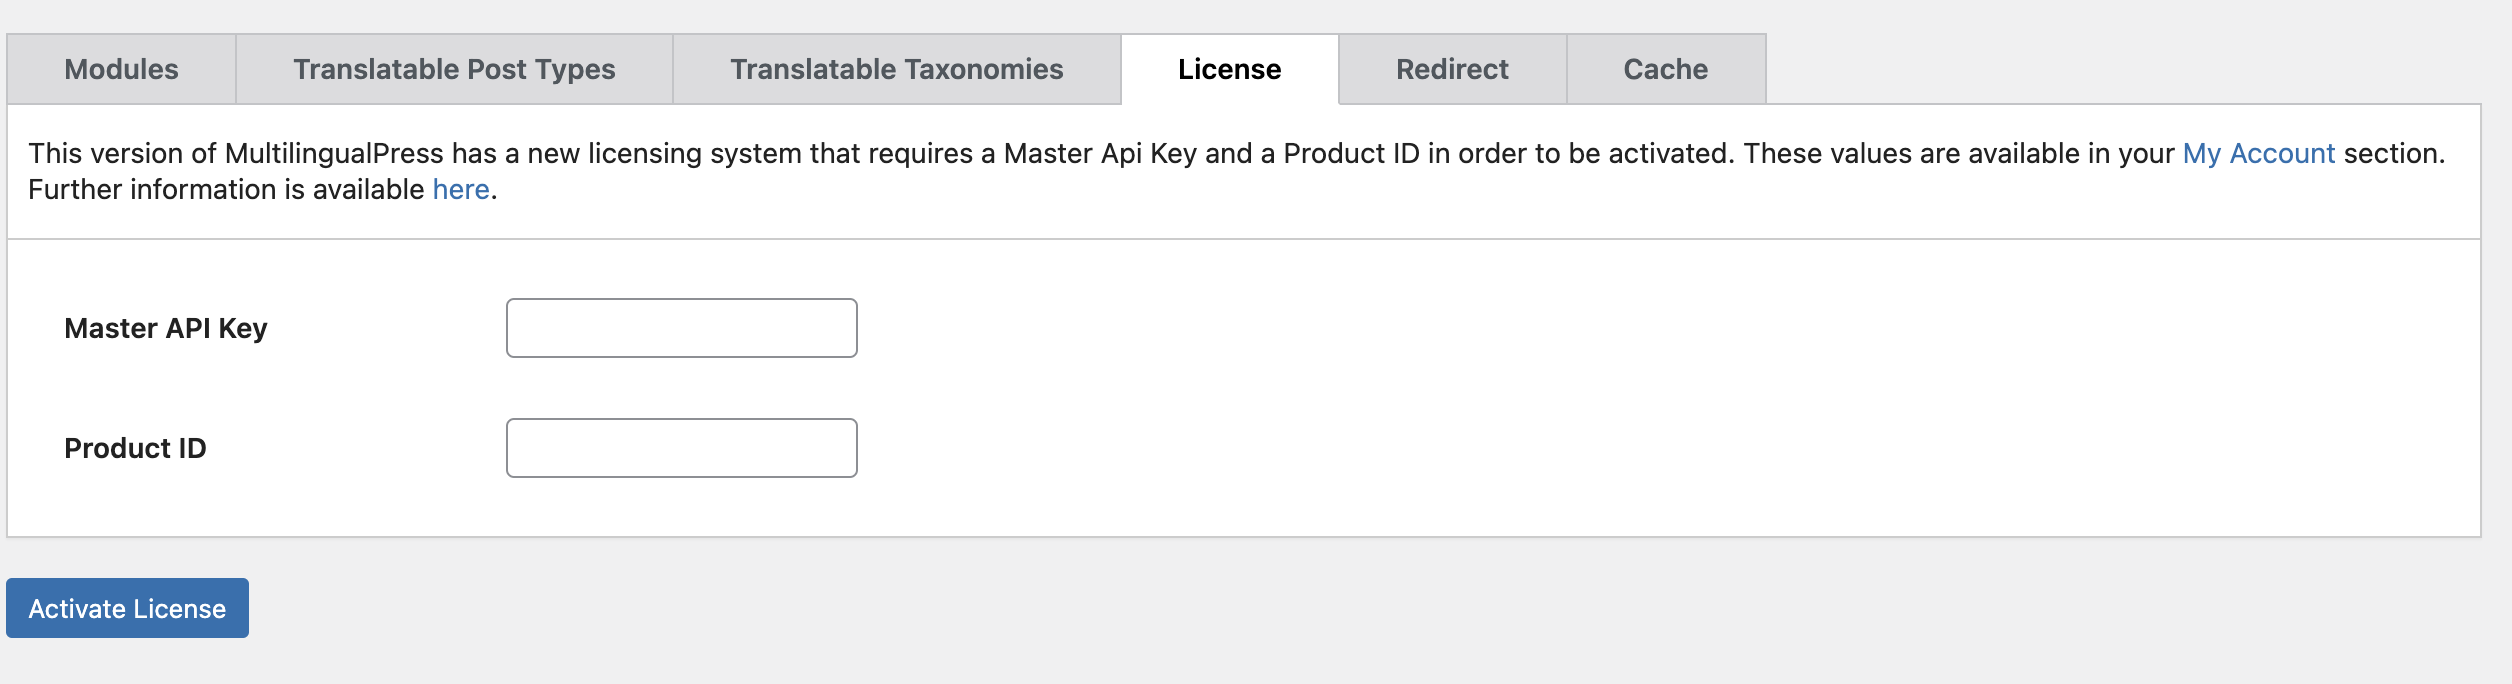 Modules Translatable Post Types Translatable Taxonomies License Redirect Cache
This version of MultilingualPress has a new licensing system that requires a Master Api Key and a Product ID in order to be activated. These values are available in your My Account section.
Further information is available here.
Master API Key
Product ID
Activate License